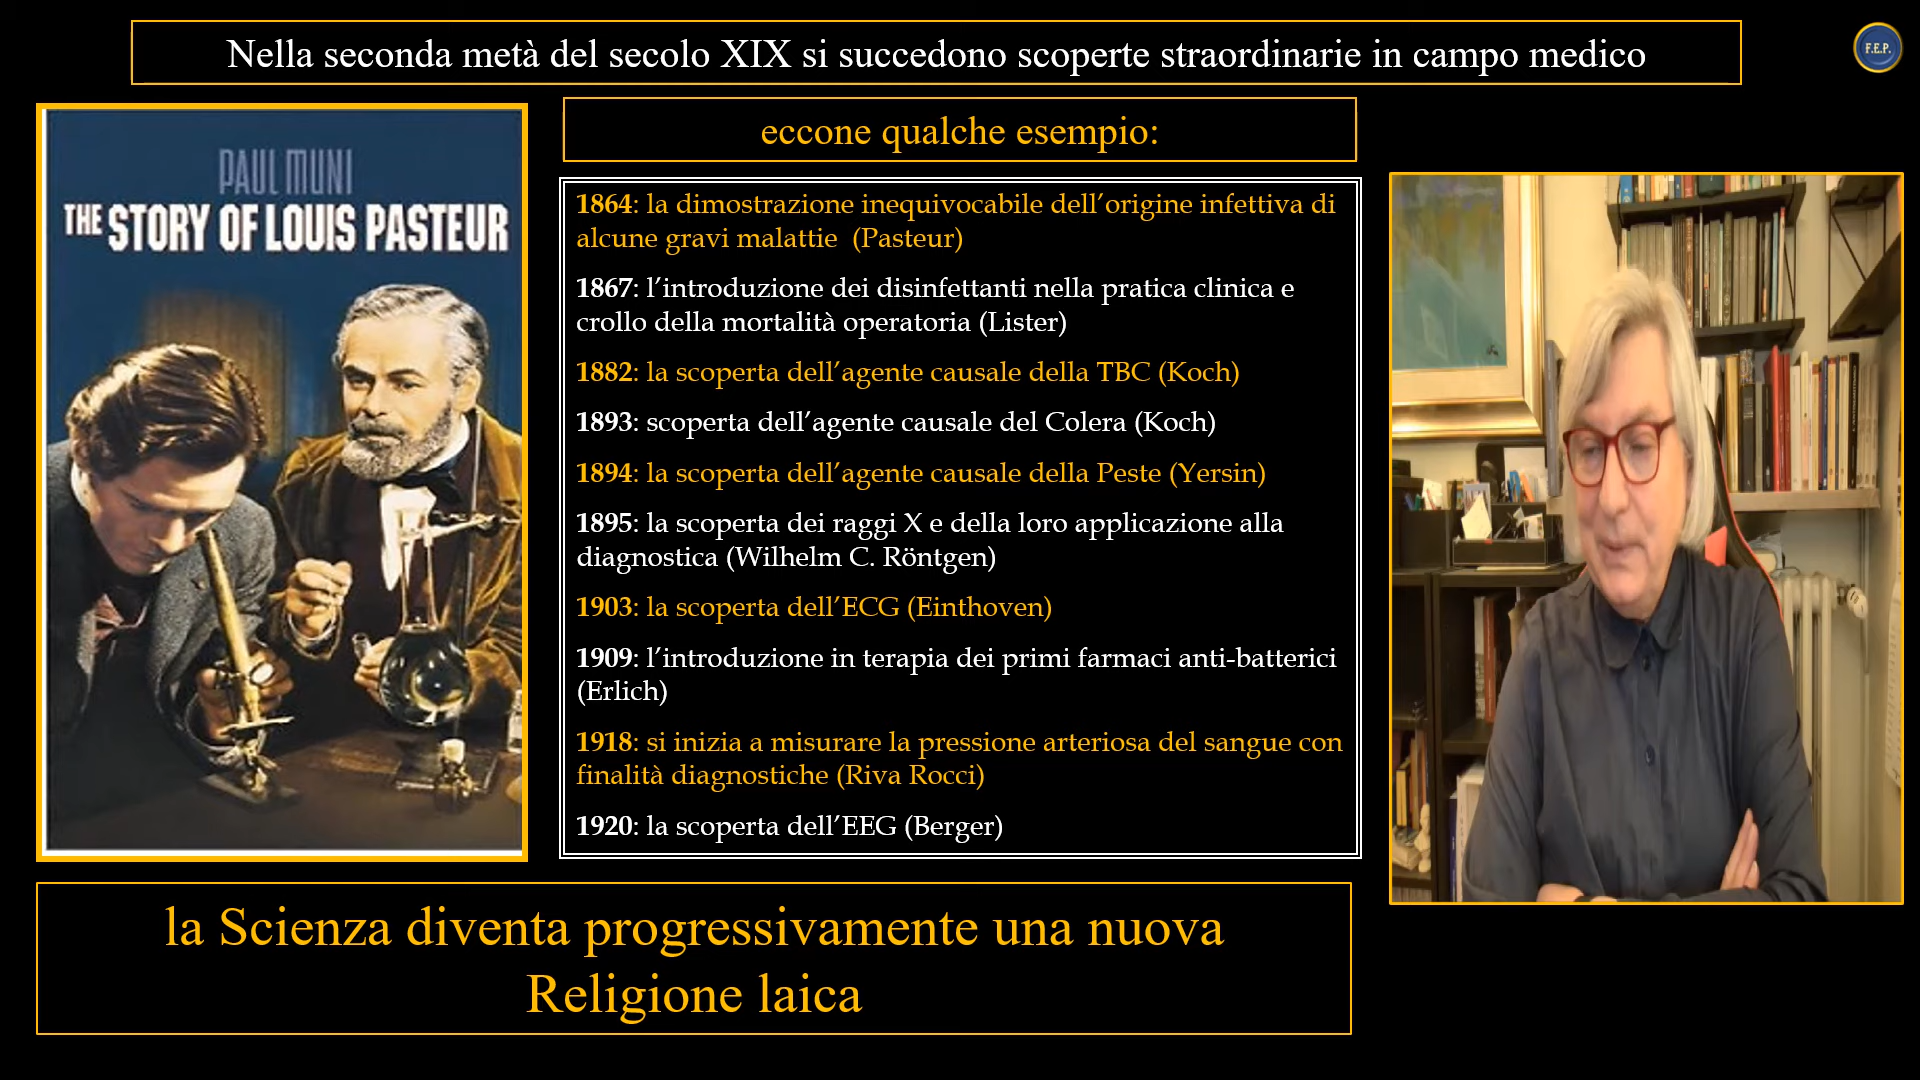 Nella seconda metà del secolo XIX si succedono scoperte straordinarie in campo medico
F.E.P.
eccone qualche esempio:
PAUL MUNI
THE STORY OF LOUIS PASTEUR
1864: la dimostrazione inequivocabile dell’origine infettiva di
alcune gravi malattie (Pasteur)
1867: l’introduzione dei disinfettanti nella pratica clinica e
crollo della mortalità operatoria (Lister)
1882: la scoperta dell’agente causale della TBC (Koch)
1893: scoperta dell’agente causale del Colera (Koch)
1894: la scoperta dell’agente causale della Peste (Yersin)
1895: la scoperta dei raggi X e della loro applicazione alla
diagnostica (Wilhelm C. Röntgen)
1903: la scoperta dell’ECG (Einthoven)
1909: l’introduzione in terapia dei primi farmaci anti-batterici
(Erlich)
1918: si inizia a misurare la pressione arteriosa del sangue con
finalità diagnostiche (Riva Rocci)
1920: la scoperta dell’EEG (Berger)
la Scienza diventa progressivamente una nuova
Religione laica